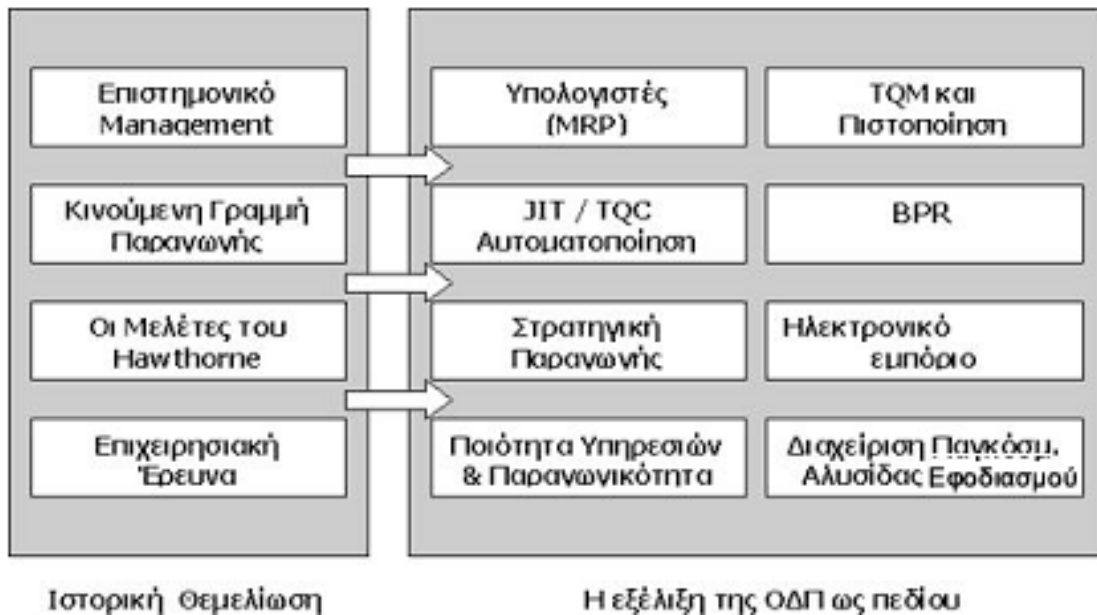 Επιστημονικό
Management
Κινούμενη Γραμμή
Παραγωγής
Οι Μελέτες του
Hawthorne
Επιχειρησιακή
Έρευνα
Υπολογιστές
(MRP)
TQM και
Πιστοποίηση
JIT / TQC
Αυτοματοποίηση
BPR
Στρατηγική
Παραγωγής
Ηλεκτρονικό
εμπόριο
Ποιότητα Υπηρεσιών
& Παραγωγικότητα
Διαχείριση Παγκόσμ.
Αλυσίδας Εφοδιασμού
Ιστορική Θεμελίωση
Η εξέλιξη της ΟΔΠ ως πεδίου